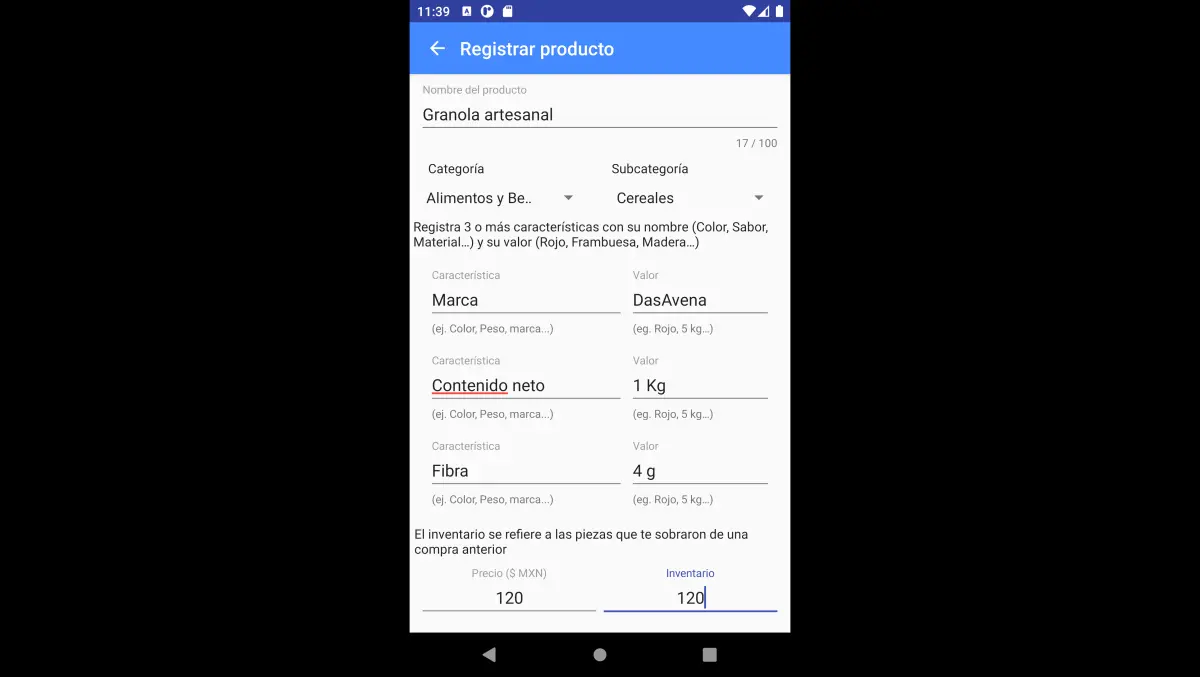 11:39
Registrar producto
Nombre del producto
Granola artesanal
17 / 100
Categoría Subcategoría
Alimentos y Be.. Cereales
Registra 3 o más características con su nombre (Color, Sabor,
Material…) y su valor (Rojo, Frambuesa, Madera…)
Característica Valor
Marca DasAvena
(ej. Color, Peso, marca...) (eg. Rojo, 5 kg…)
Característica Valor
Contenido neto 1 Kg
(ej. Color, Peso, marca...) (eg. Rojo, 5 kg…)
Característica Valor
Fibra 4 g
(ej. Color, Peso, marca...) (eg. Rojo, 5 kg…)
El inventario se refiere a las piezas que te sobraron de una
compra anterior
Precio ($ MXN) Inventario
120 120